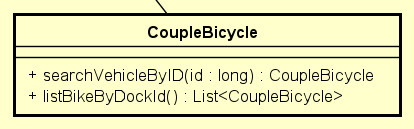 CoupleBicycle
+ searchVehicleByID(id : long) : CoupleBicycle
+ listBikeByDockId() : List<CoupleBicycle>